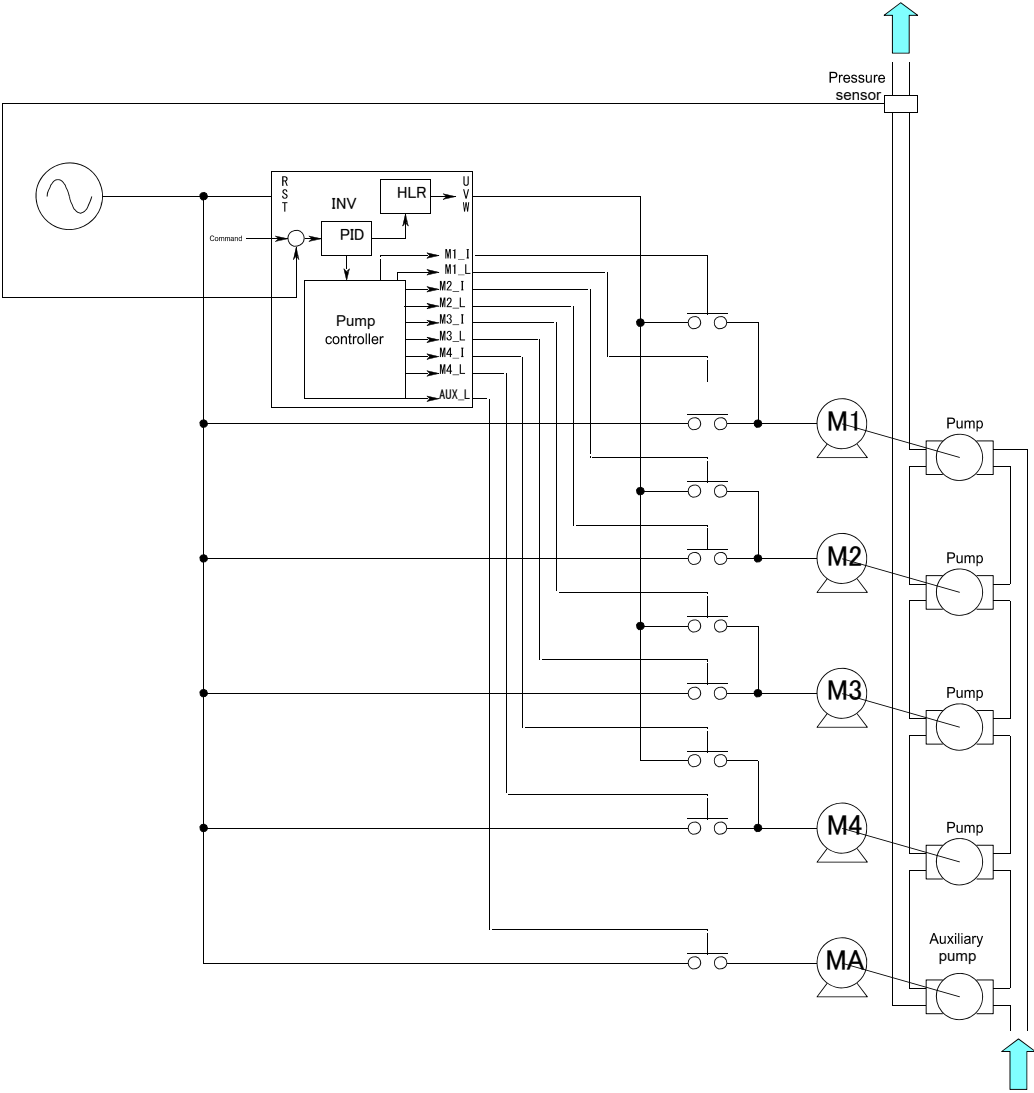 Pressure
sensor
R
S
T
INV
HLR
U
V
W
Command
PID
M1_I
M1_L
M2_I
M2_L
M3_I
M3_L
M4_I
M4_L
AUX_L
Pump
controller
M1
Pump
M2
Pump
M3
Pump
M4
Pump
MA
Auxiliary
pump